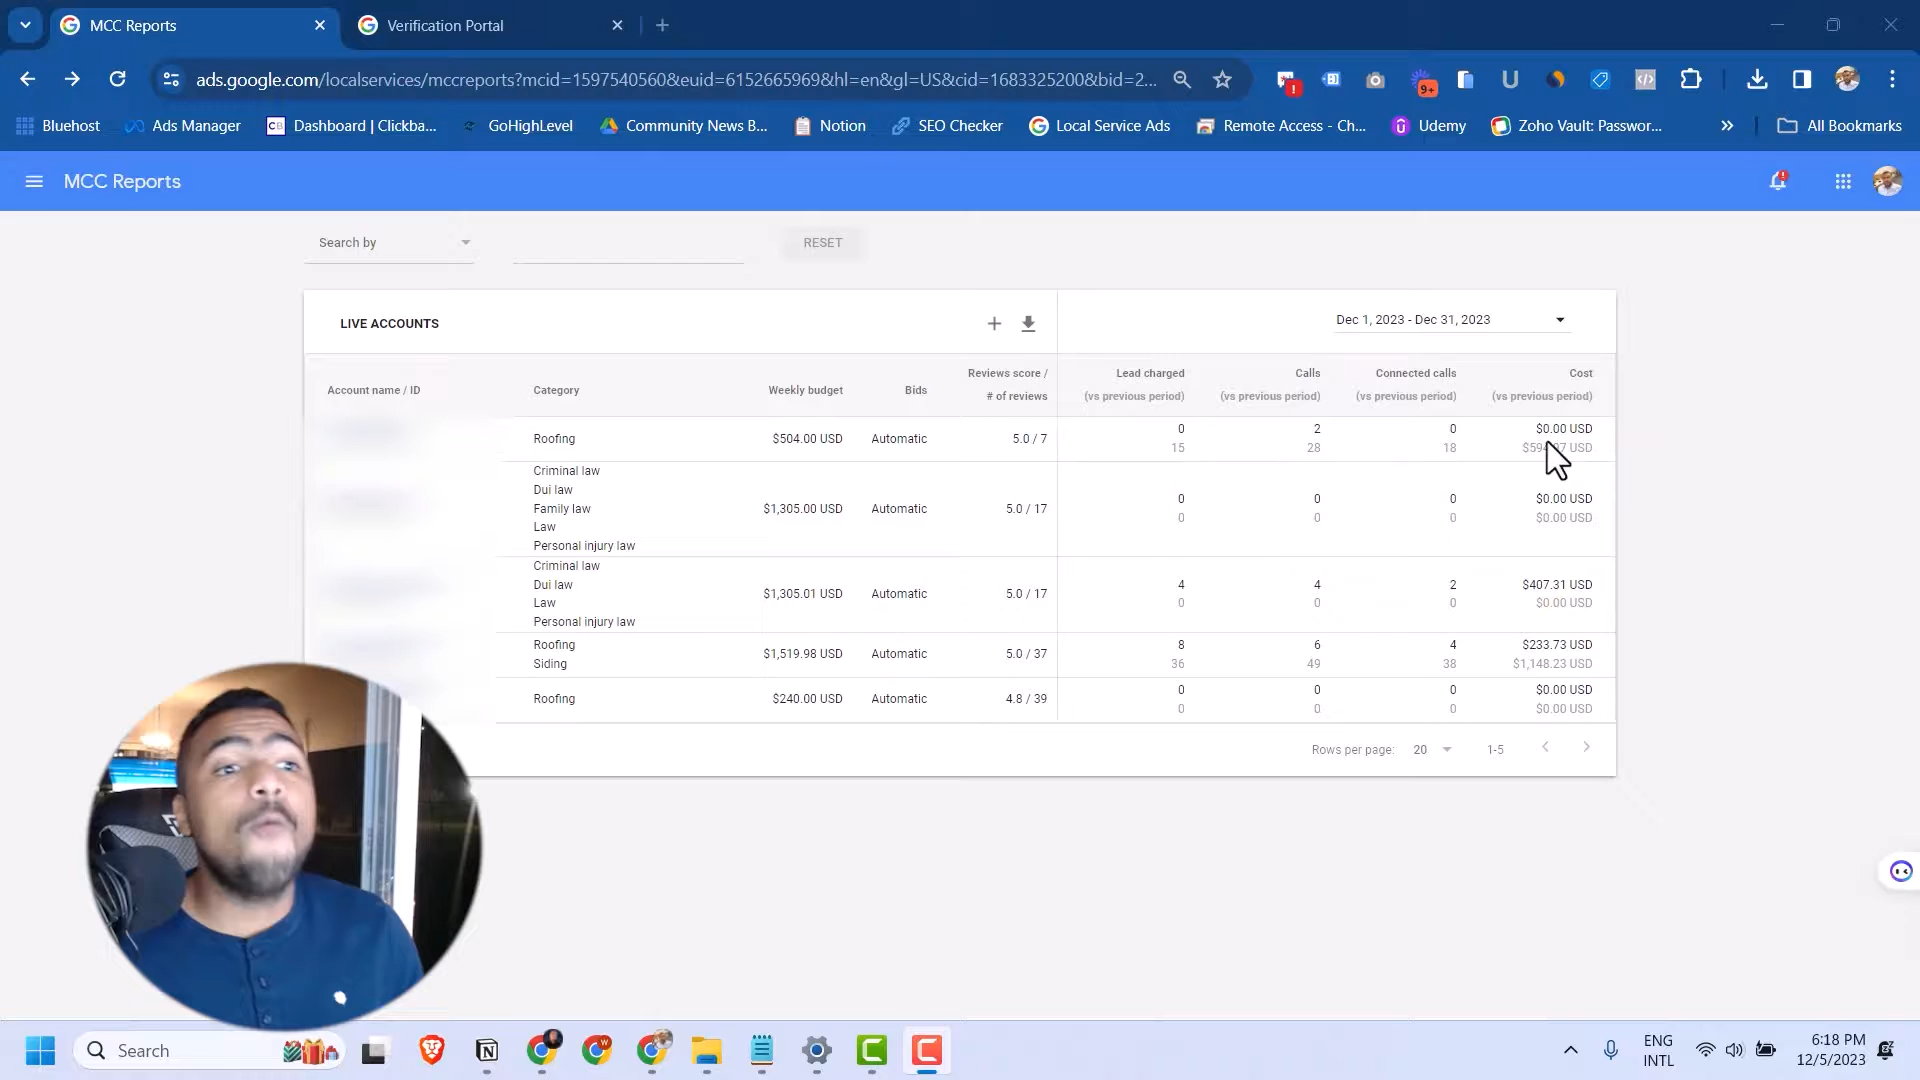 MCC Reports
Verification Portal
ads.google.com/localservices/mccreports?mcid=1597540560&euid=6152665969&hl=en&gl=US&cid=1683325200&bid=2...
9+
Bluehost
Ads Manager
Dashboard | Clickba...
GoHighLevel
Community News B...
Notion
SEO Checker
Local Service Ads
Remote Access - Ch...
Udemy
Zoho Vault: Passwor...
All Bookmarks
MCC Reports
Search by
RESET
LIVE ACCOUNTS
Dec 1, 2023 - Dec 31, 2023
Account name / ID
Category
Weekly budget
Bids
Reviews score /
# of reviews
Lead charged
(vs previous period)
Calls
(vs previous period)
Connected calls
(vs previous period)
Cost
(vs previous period)
Roofing
$504.00 USD
Automatic
5.0 / 7
0
15
2
28
0
18
$0.00 USD
USD
Criminal law
Dui law
Family law
Law
Personal injury law
$1,305.00 USD
Automatic
5.0 / 17
0
0
0
0
0
0
$0.00 USD
$0.00 USD
Criminal law
Dui law
Law
Personal injury law
$1,305.01 USD
Automatic
5.0 / 17
4
0
4
0
2
0
$407.31 USD
$0.00 USD
Roofing
Siding
$1,519.98 USD
Automatic
5.0 / 37
8
36
6
49
4
38
$233.73 USD
$1,148.23 USD
Roofing
$240.00 USD
Automatic
4.8 / 39
0
0
0
0
0
0
$0.00 USD
$0.00 USD
Rows per page:
20
1-5
Search
ENG
INTL
6:18 PM
12/5/2023